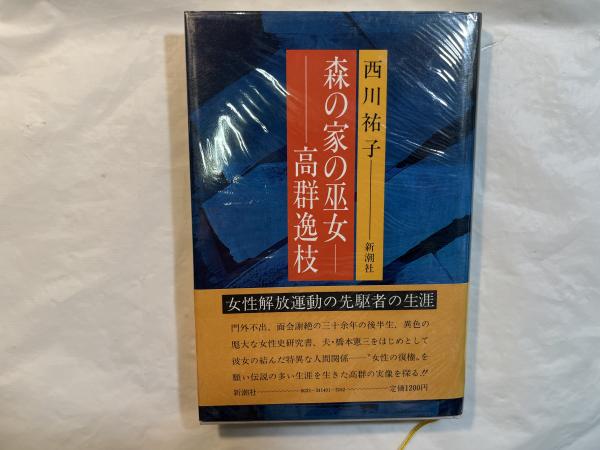 西川祐子――新潮社
森の家の巫女―
――高群逸枝
女性解放運動の先駆者の生涯
門外不出、面会謝絶の三十余年の後半生、異色の
厖大な女性史研究書、夫・橋本憲三をはじめとして
彼女の結んだ特異な人間関係――〝女性の復権〟を
願い伝説の多い生涯を生きた高群の実像を探る!!
新潮社 定価1200円